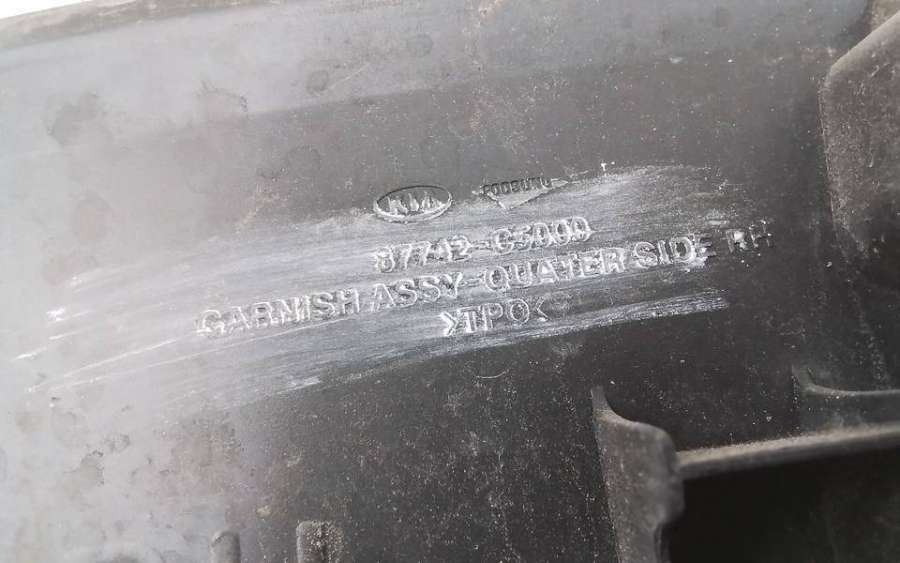 KIA
87742-C5000
GARNISH ASSY-QUATER SIDE RH
>TPO<